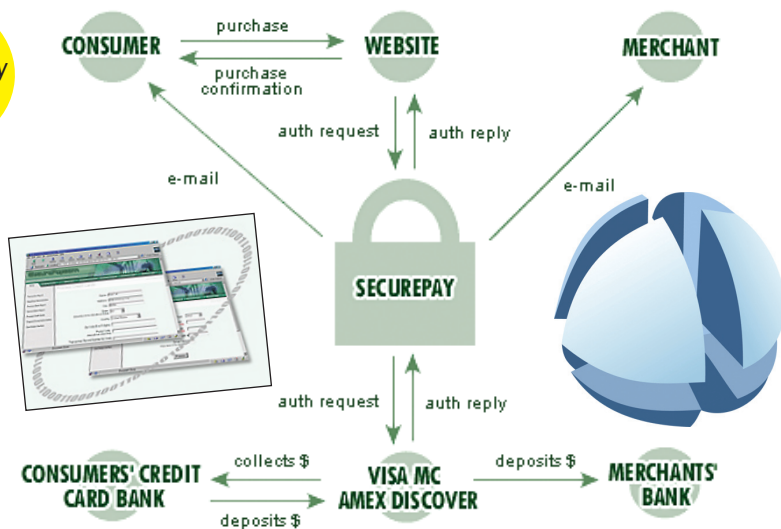 y
CONSUMER
purchase
WEBSITE
MERCHANT
purchase
confirmation
auth request
auth reply
e-mail
e-mail
SECUREPAY
auth request
auth reply
CONSUMERS' CREDIT
CARD BANK
collects $
deposits $
VISA MC
AMEX DISCOVER
deposits $
MERCHANTS'
BANK